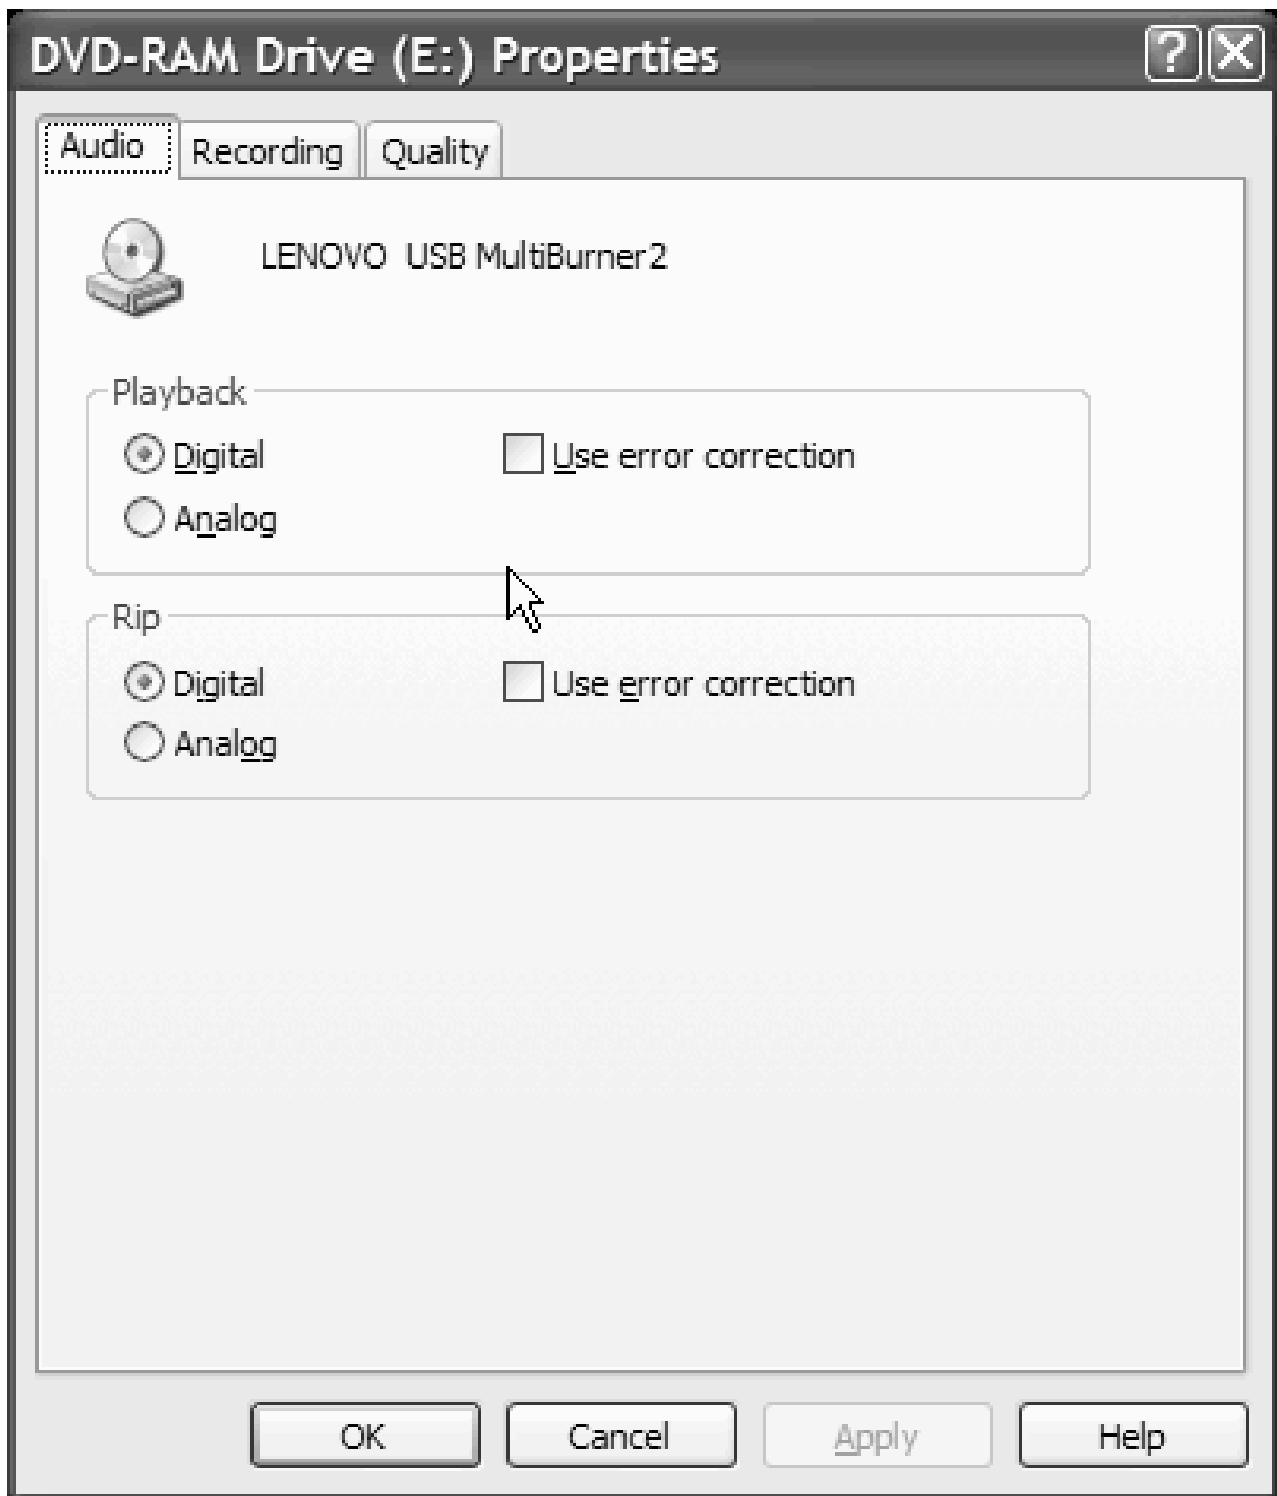 DVD-RAM Drive (E:) Properties
Audio Recording Quality
LENOVO USB MultiBurner2
Playback
Digital Use error correction
Analog
Rip
Digital Use error correction
Analog
OK Cancel Apply Help